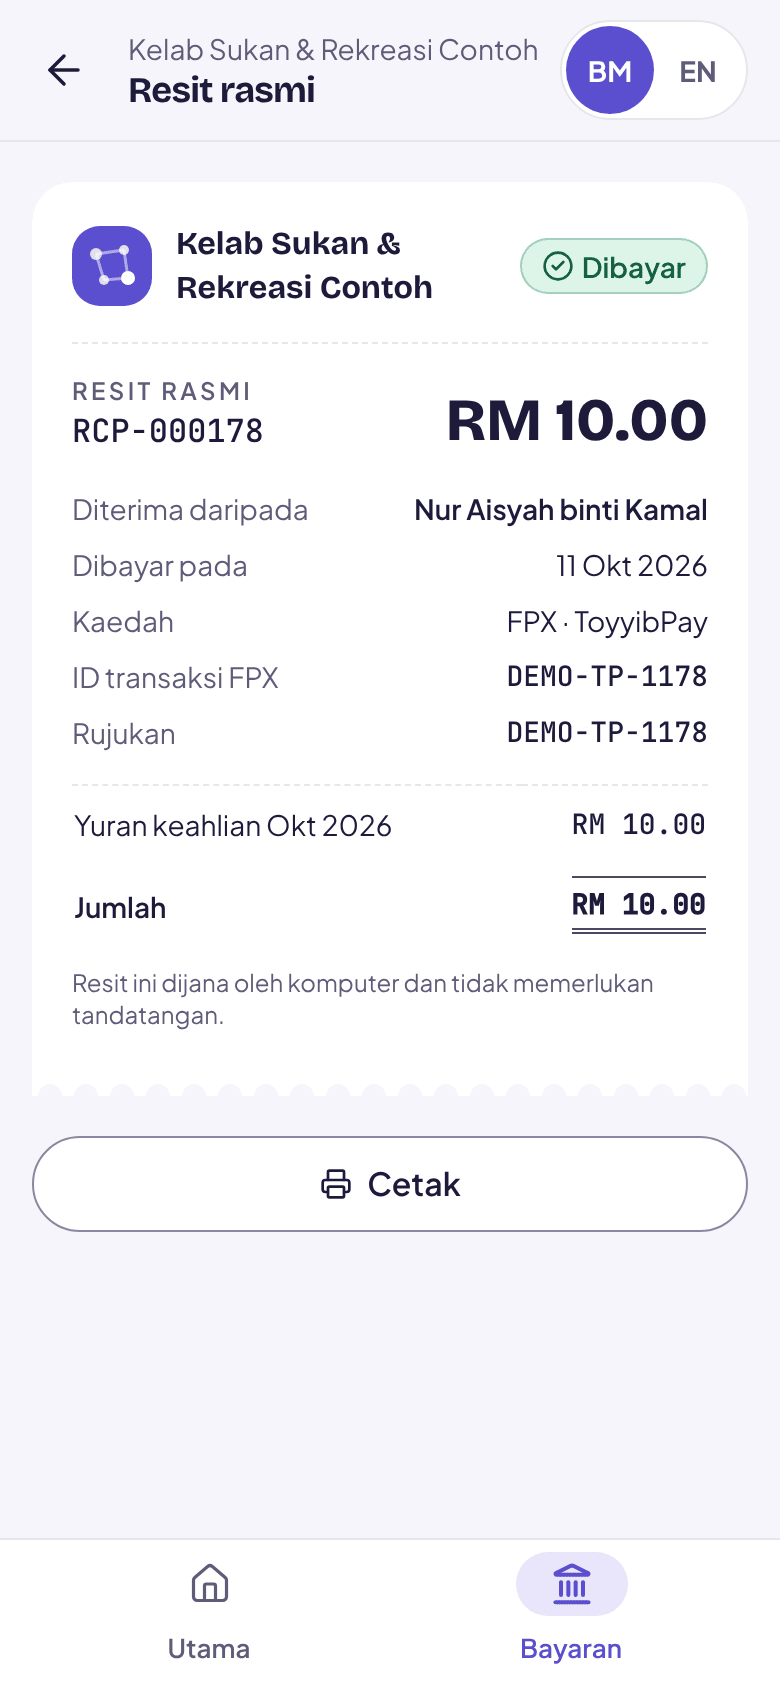 Kelab Sukan & Rekreasi Contoh
Resit rasmi
BM
EN
Kelab Sukan &
Rekreasi Contoh
Dibayar
RESIT RASMI
RCP-000178
RM 10.00
Diterima daripada Nur Aisyah binti Kamal
Dibayar pada 11 Okt 2026
Kaedah FPX · ToyyibPay
ID transaksi FPX DEMO-TP-1178
Rujukan DEMO-TP-1178
Yuran keahlian Okt 2026 RM 10.00
Jumlah RM 10.00
Resit ini dijana oleh komputer dan tidak memerlukan
tandatangan.
Cetak
Utama
Bayaran